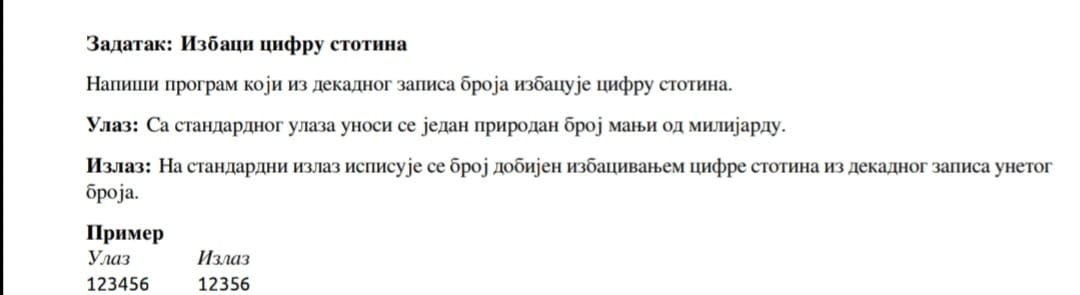 Задатак: Избаци цифру стотина
Напиши програм који из декадног записа броја избацује цифру стотина.
Улаз: Са стандардног улаза уноси се један природан број мањи од милијарду.
Излаз: На стандардни излаз исписује се број добијен избацивањем цифре стотина из декадног записа унетог
броја.
Пример
Улаз Излаз
123456 12356